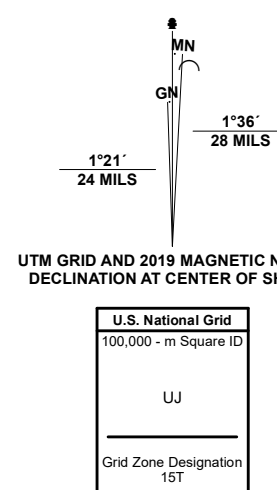 MN
GN
1°36´
28 MILS
1°21´
24 MILS
UTM GRID AND 2019 MAGNETIC N
DECLINATION AT CENTER OF SH
U.S. National Grid
100,000 - m Square ID
UJ
Grid Zone Designation
15T